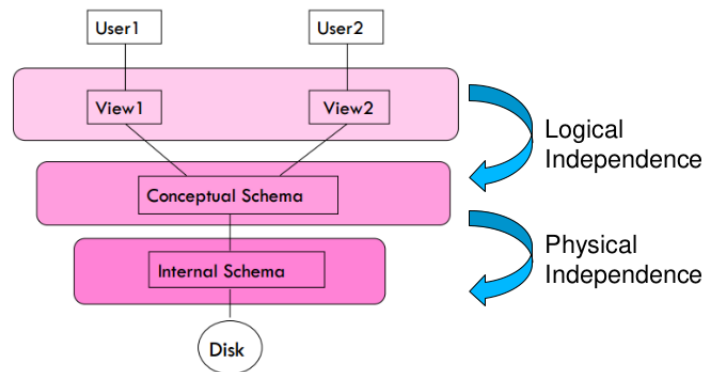 User1
User2
View1
View2
Logical
Independence
Conceptual Schema
Physical
Independence
Internal Schema
Disk